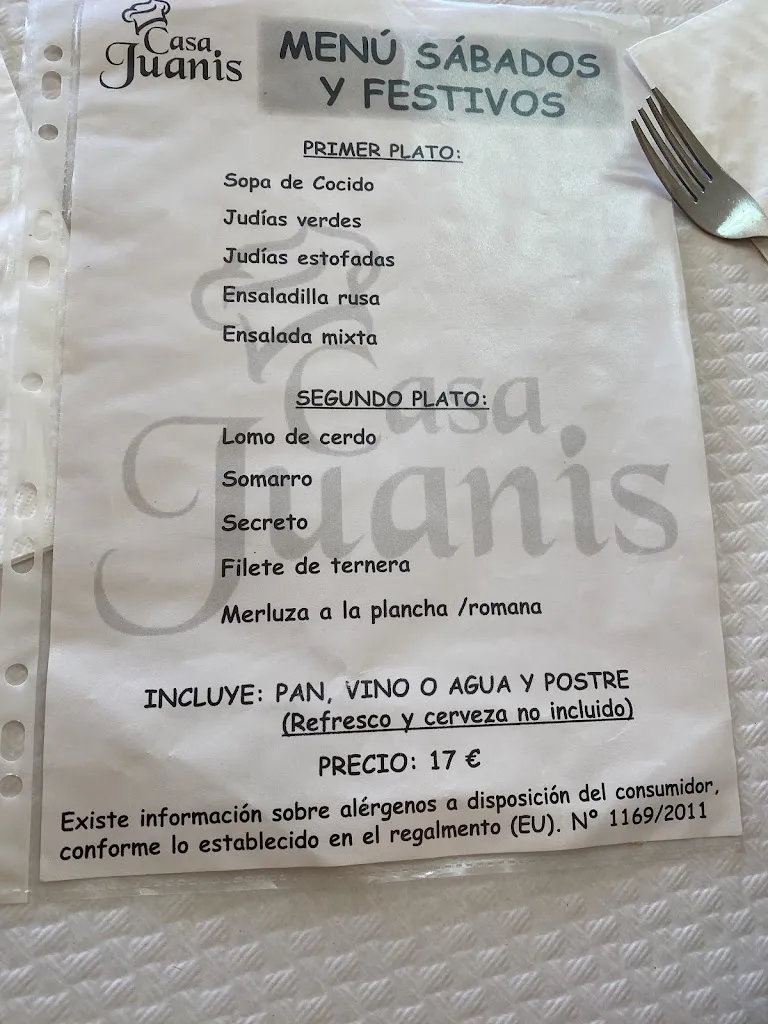 Casa
Juanis
MENÚ SÁBADOS
Y FESTIVOS
PRIMER PLATO:
Sopa de Cocido
Judías verdes
Judías estofadas
Ensaladilla rusa
Ensalada mixta
SEGUNDO PLATO:
Lomo de cerdo
Somarro
Secreto
Filete de ternera
Merluza a la plancha /romana
Casa
Juanis
INCLUYE: PAN, VINO O AGUA Y POSTRE
(Refresco y cerveza no incluido)
PRECIO: 17 €
Existe información sobre alérgenos a disposición del consumidor,
conforme lo establecido en el regalmento (EU). Nº 1169/2011